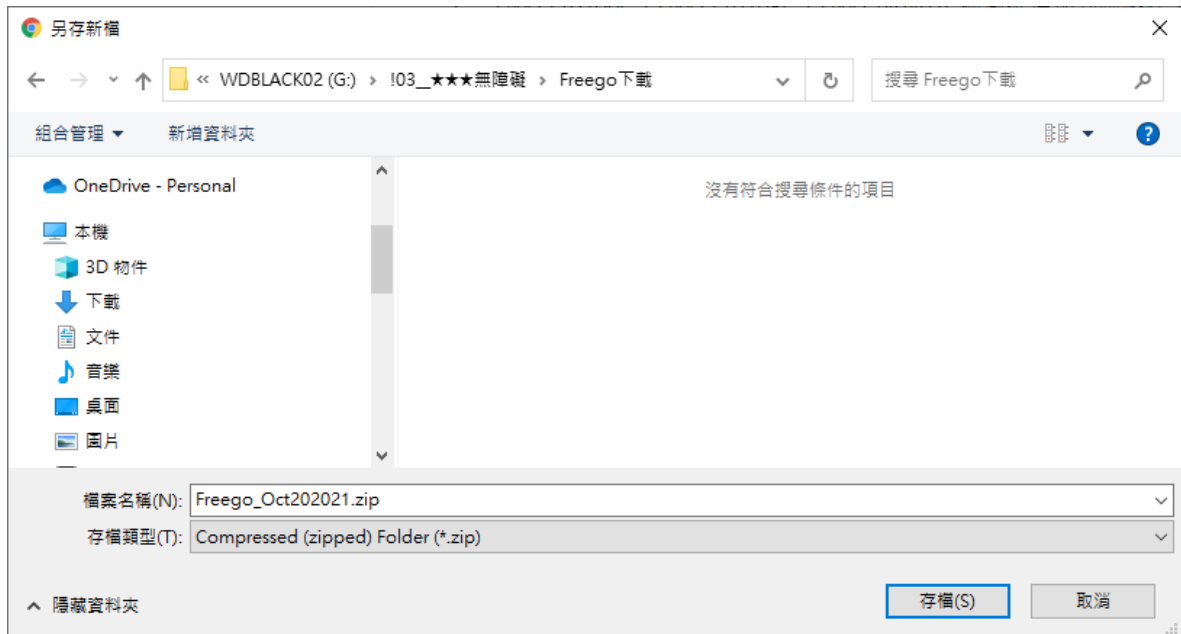 另存新檔
« WDBLACK02 (G:) › !03__★★★無障礙 › Freego下載
搜尋 Freego下載
組合管理
新增資料夾
OneDrive - Personal
沒有符合搜尋條件的項目
本機
3D 物件
下載
文件
音樂
桌面
圖片
檔案名稱(N): Freego_Oct202021.zip
存檔類型(T): Compressed (zipped) Folder (*.zip)
隱藏資料夾
存檔(S)
取消